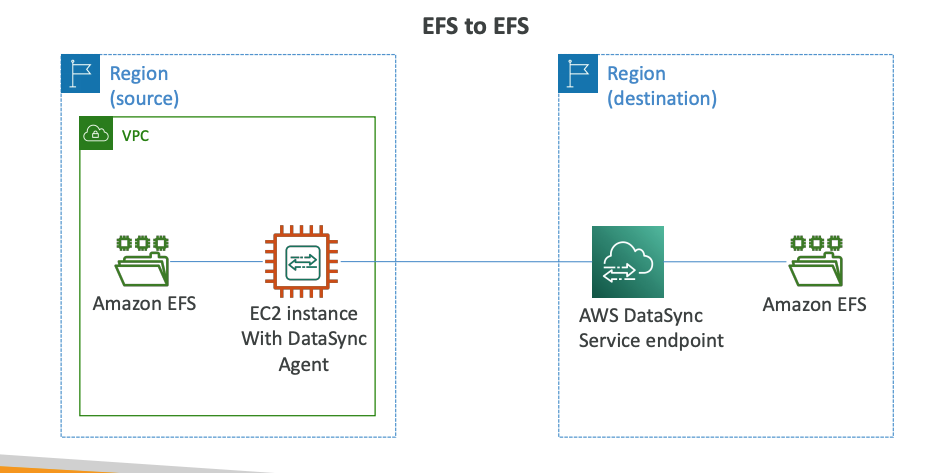 EFS to EFS
Region
(source)
VPC
Amazon EFS
EC2 instance
With DataSync
Agent
Region
(destination)
AWS DataSync
Service endpoint
Amazon EFS